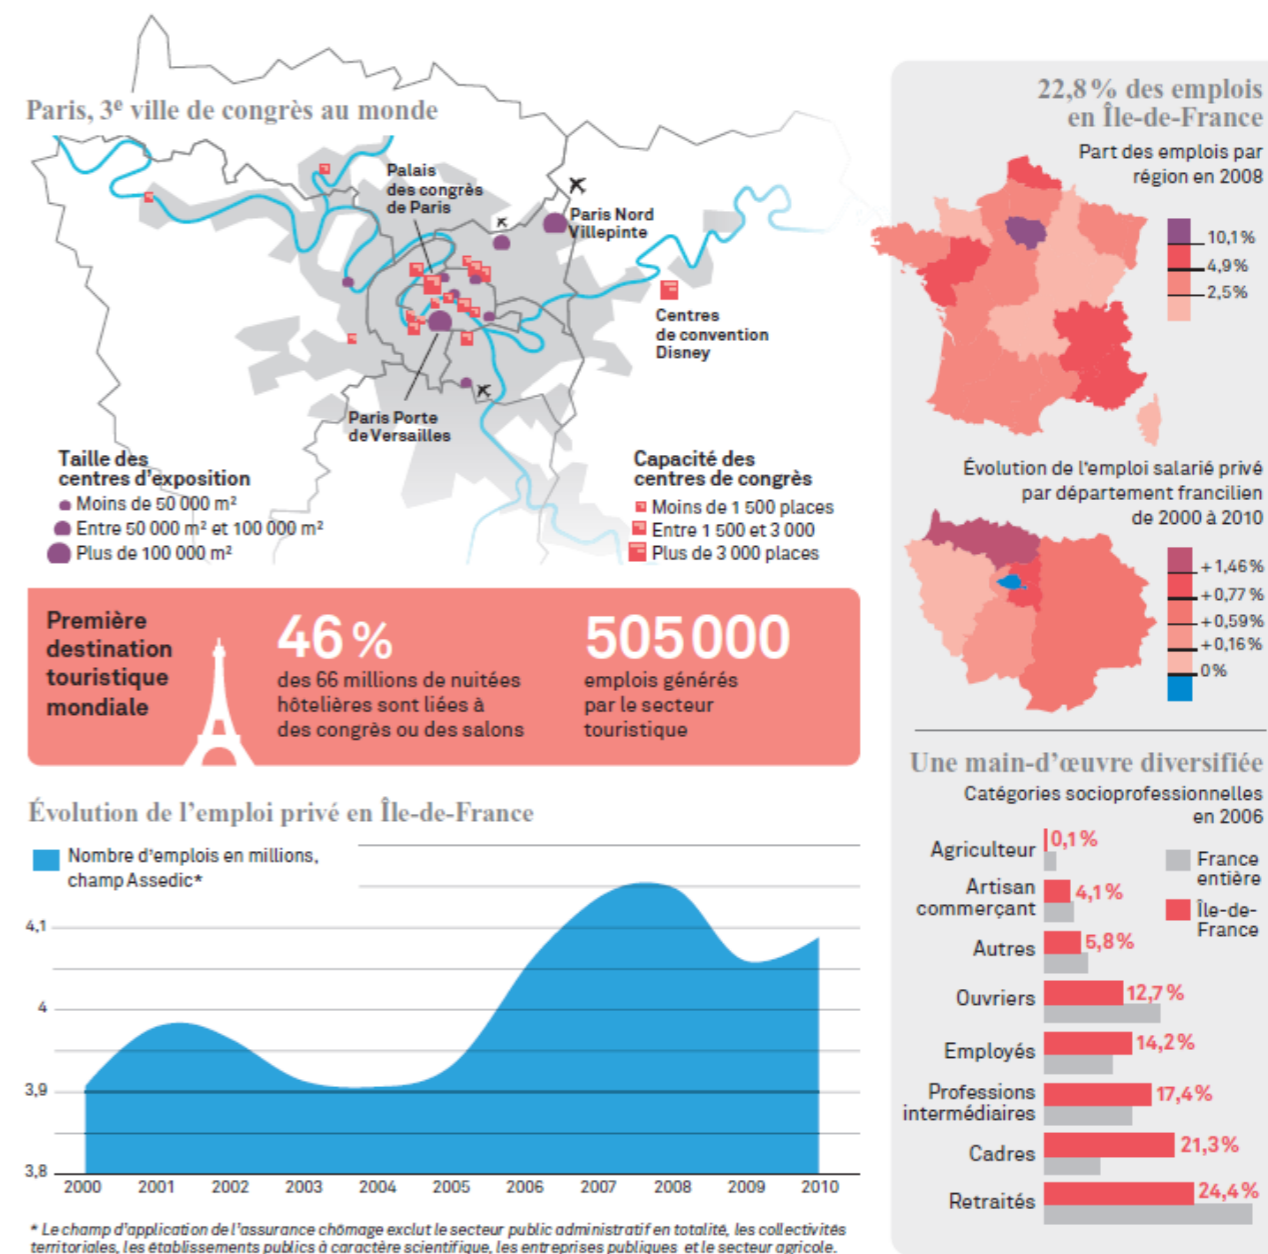 Paris, 3e ville de congrès au monde
Palais
des congrès
de Paris
Paris Nord
Villepinte
Centres
de convention
Disney
Paris Porte
de Versailles
Taille des
centres d'exposition
Moins de 50 000 m²
Entre 50 000 m² et 100 000 m²
Plus de 100 000 m²
Capacité des
centres de congrès
Moins de 1 500 places
Entre 1 500 et 3 000
Plus de 3 000 places
Première
destination
touristique
mondiale
46 %
des 66 millions de nuitées
hôtelières sont liées à
des congrès ou des salons
505 000
emplois générés
par le secteur
touristique
Évolution de l'emploi privé en Île-de-France
Nombre d'emplois en millions,
champ Assedic*
4,1
4
3,9
3,8
2000 2001 2002 2003 2004 2005 2006 2007 2008 2009 2010
* Le champ d'application de l'assurance chômage exclut le secteur public administratif en totalité, les collectivités
territoriales, les établissements publics à caractère scientifique, les entreprises publiques et le secteur agricole.
22,8 % des emplois
en Île-de-France
Part des emplois par
région en 2008
10,1 %
4,9 %
2,5 %
Évolution de l'emploi salarié privé
par département francilien
de 2000 à 2010
+ 1,46 %
+ 0,77 %
+ 0,59 %
+ 0,16 %
0 %
Une main-d'œuvre diversifiée
Catégories socioprofessionnelles
en 2006
France
entière
Île-de-
France
Agriculteur 0,1 %
Artisan
commerçant 4,1 %
Autres 5,8 %
Ouvriers 12,7 %
Employés 14,2 %
Professions
intermédiaires 17,4 %
Cadres 21,3 %
Retraités 24,4 %